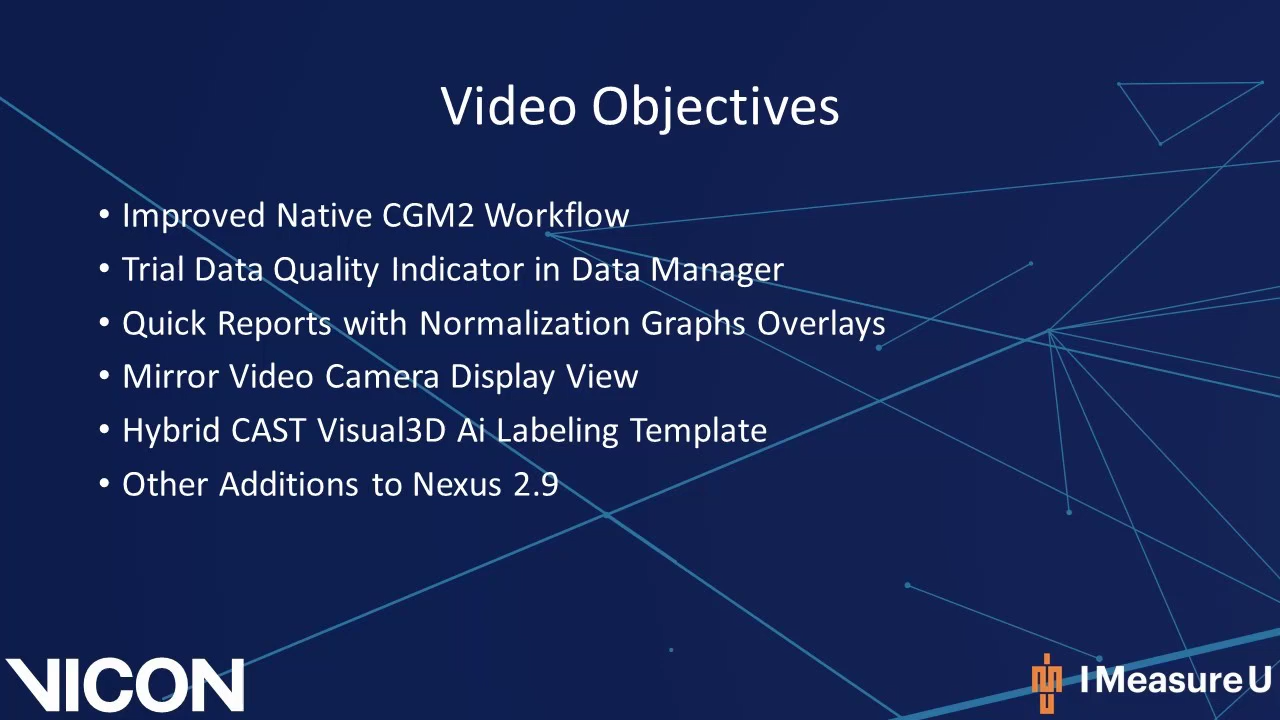 Video Objectives
• Improved Native CGM2 Workflow
• Trial Data Quality Indicator in Data Manager
• Quick Reports with Normalization Graphs Overlays
• Mirror Video Camera Display View
• Hybrid CAST Visual3D Ai Labeling Template
• Other Additions to Nexus 2.9
VICON
I Measure U